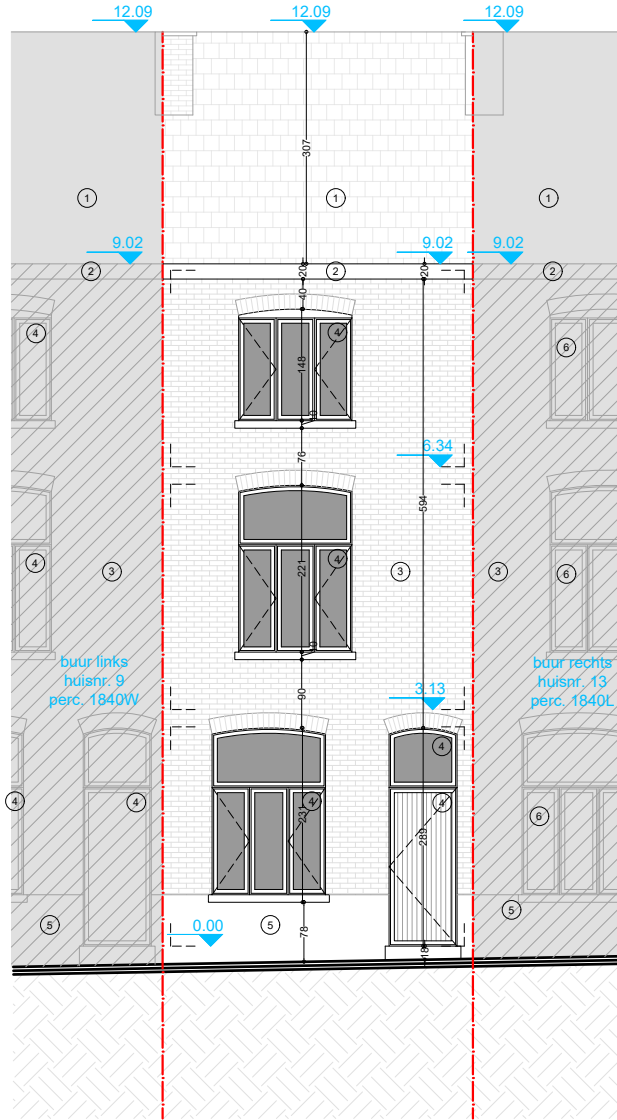 12.09 12.09 12.09
307
1 1 1
9.02 9.02 9.02
2 20 2 20 2
40
4 4 6
148
10
76 6.34
594
4 4 6
3 221 3 3
10
buur links
huisnr. 9
perc. 1840W
buur rechts
huisnr. 13
perc. 1840L
90 3.13
4
4 4 231 4 4 6
289
5 0.00 5 78 18 5